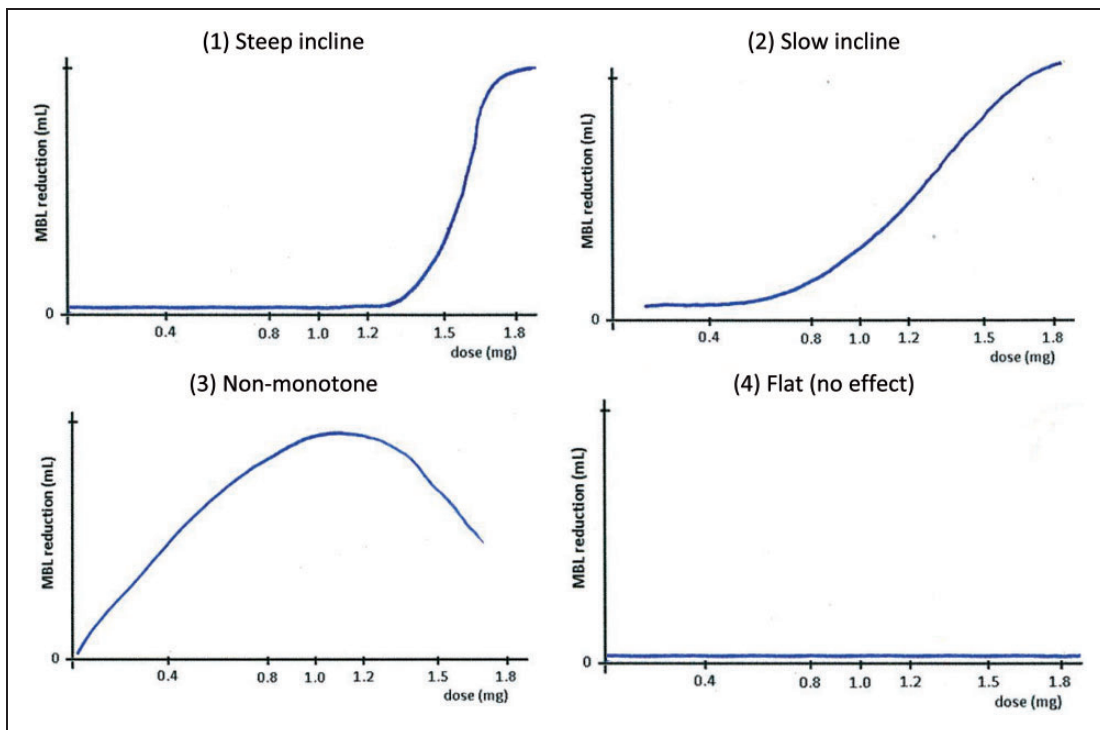 (1) Steep incline
MBL reduction (mL)
0
0.4 0.8 1.0 1.2 1.5 1.8
dose (mg)
(2) Slow incline
MBL reduction (mL)
0
0.4 0.8 1.0 1.2 1.5 1.8
dose (mg)
(3) Non-monotone
MBL reduction (mL)
0
0.4 0.8 1.0 1.2 1.5 1.8
dose (mg)
(4) Flat (no effect)
MBL reduction (mL)
0
0.4 0.8 1.0 1.2 1.5 1.8
dose (mg)